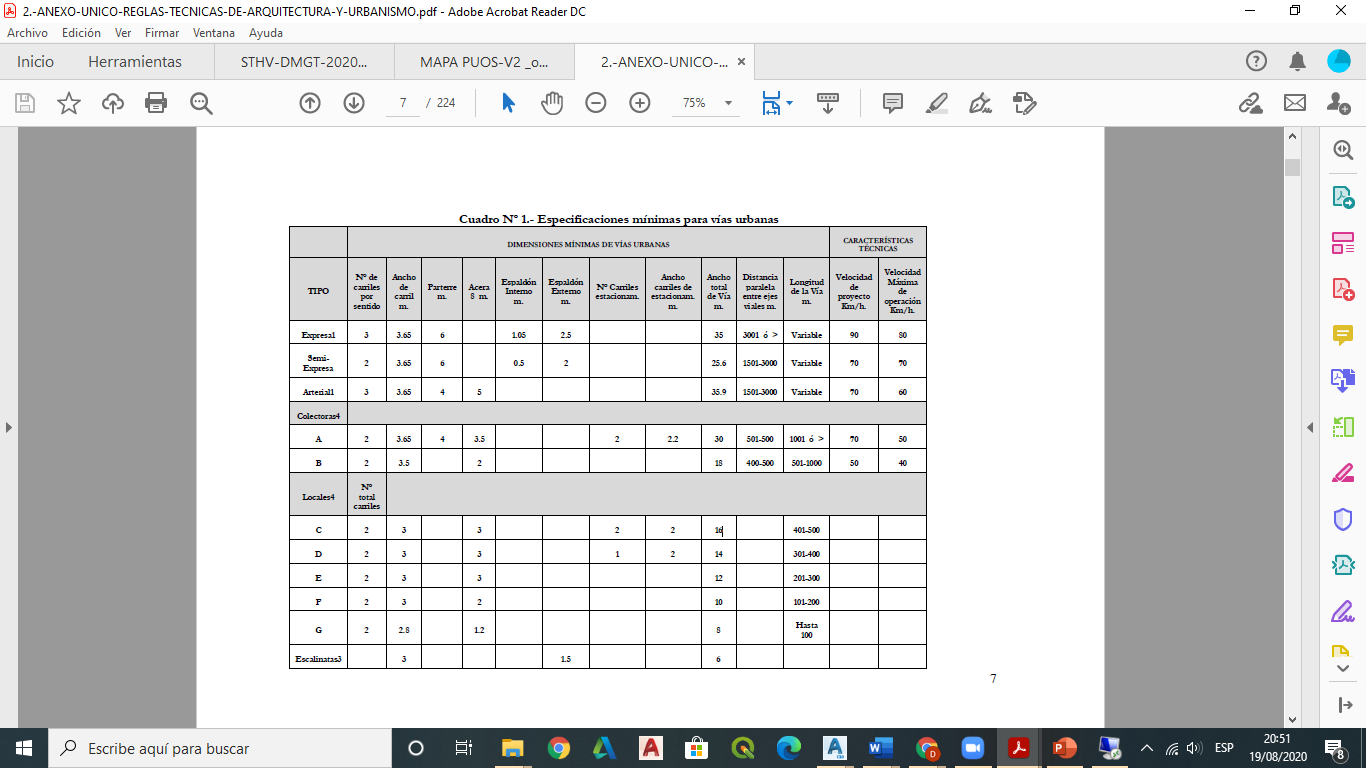 2.-ANEXO-UNICO-REGLAS-TECNICAS-DE-ARQUITECTURA-Y-URBANISMO.pdf - Adobe Acrobat Reader DC
Archivo Edición Ver Firmar Ventana Ayuda
Inicio Herramientas STHV-DMGT-2020... MAPA PUOS-V2 _o... 2.-ANEXO-UNICO-... ×
7 / 224 75%
Cuadro Nº 1.- Especificaciones mínimas para vías urbanas
DIMENSIONES MÍNIMAS DE VÍAS URBANAS CARACTERÍSTICAS TÉCNICAS
TIPO Nº de carriles por sentido Ancho de carril m. Parterre m. Acera 8 m. Espaldón Interno m. Espaldón Externo m. Nº Carriles estacionam. Ancho carriles de estacionam. m. Ancho total de Vía m. Distancia paralela entre ejes viales m. Longitud de la Vía m. Velocidad de proyecto Km/h. Velocidad Máxima de operación Km/h.
Expresa1 3 3.65 6 1.05 2.5 35 3001 ó > Variable 90 80
Semi-Expresa 2 3.65 6 0.5 2 25.6 1501-3000 Variable 70 70
Arterial1 3 3.65 4 5 35.9 1501-3000 Variable 70 60
Colectoras4
A 2 3.65 4 3.5 2 2.2 30 501-500 1001 ó > 70 50
B 2 3.5 2 18 400-500 501-1000 50 40
Locales4 Nº total carriles
C 2 3 3 2 2 16 401-500
D 2 3 3 1 2 14 301-400
E 2 3 3 12 201-300
F 2 3 2 10 101-200
G 2 2.8 1.2 8 Hasta 100
Escalinatas3 3 1.5 6
7
Escribe aquí para buscar
ESP
20:51
19/08/2020
8